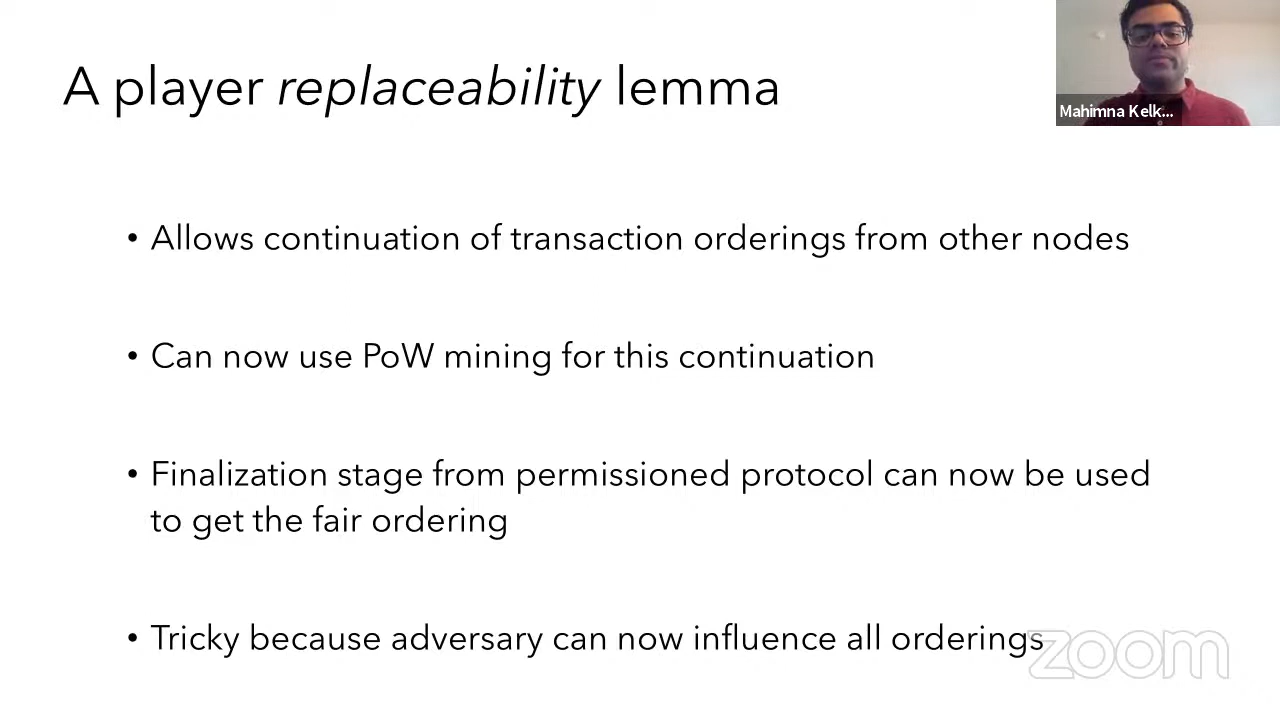 A player replaceability lemma
Mahimna Kelk...
• Allows continuation of transaction orderings from other nodes
• Can now use PoW mining for this continuation
• Finalization stage from permissioned protocol can now be used
to get the fair ordering
• Tricky because adversary can now influence all orderings
zoom